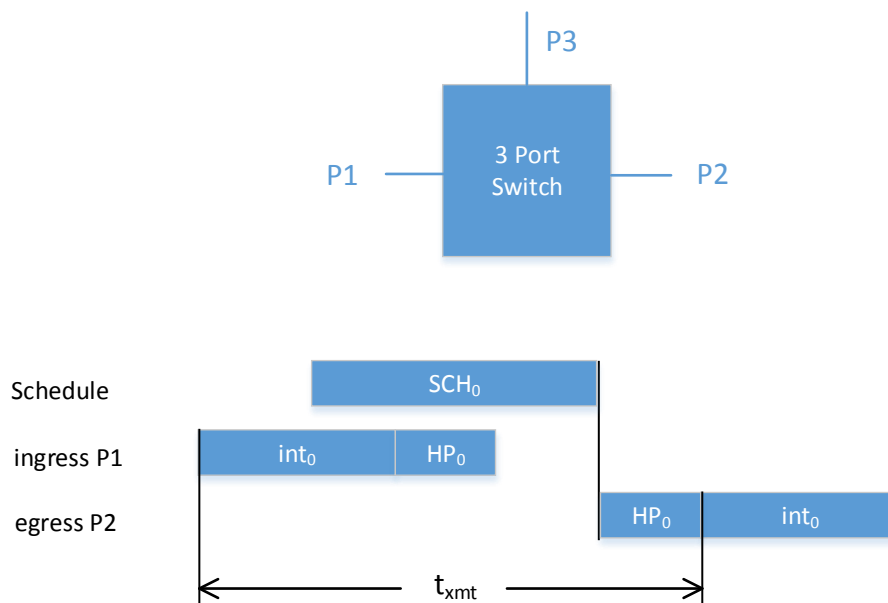 P3
3 Port
Switch
P1
P2
Schedule
SCH₀
ingress P1
int₀
HP₀
egress P2
HP₀
int₀
tₓₘₜ